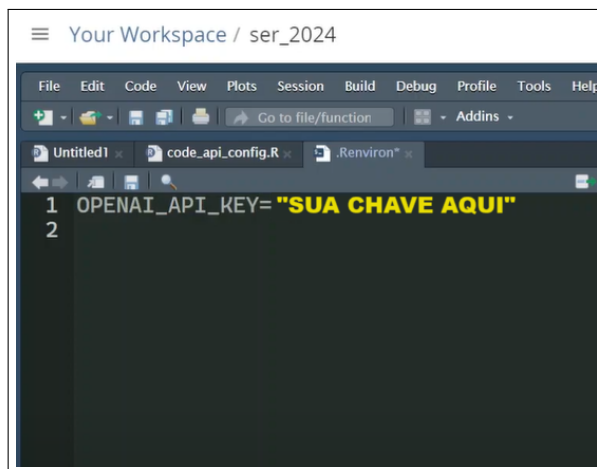 Your Workspace / ser_2024
File Edit Code View Plots Session Build Debug Profile Tools Help
Go to file/function Addins
Untitled1 code_api_config.R .Renviron*
1 OPENAI_API_KEY="SUA CHAVE AQUI"
2